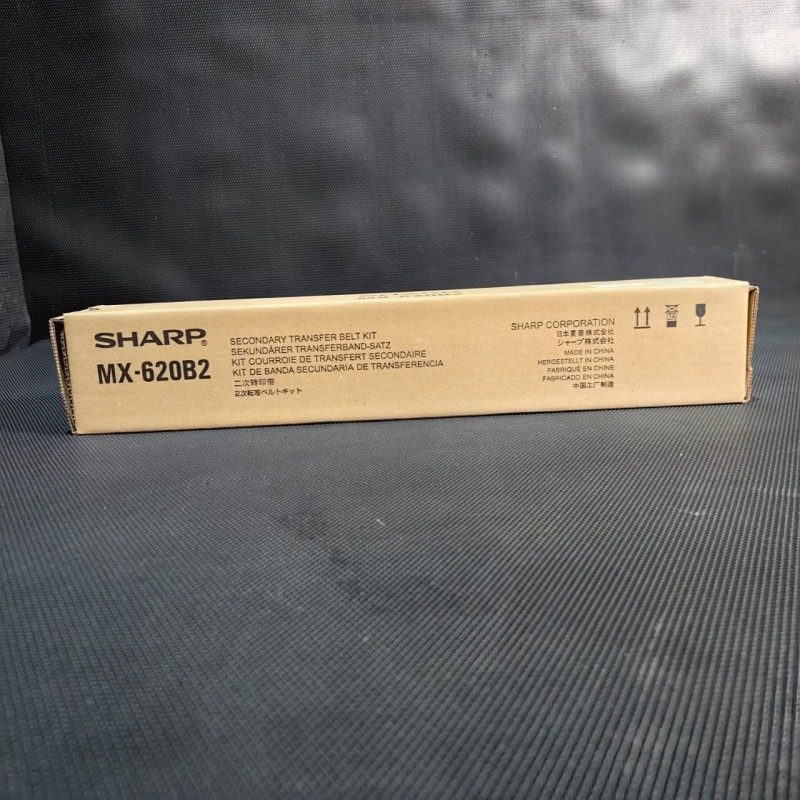 SHARP®
MX-620B2
SECONDARY TRANSFER BELT KIT
SEKUNDÄRER TRANSFERBAND-SATZ
KIT COURROIE DE TRANSFERT SECONDAIRE
KIT DE BANDA SECUNDARIA DE TRANSFERENCIA
二次转印带
2次転写ベルトキット
SHARP CORPORATION
日本夏普株式会社
シャープ株式会社
MADE IN CHINA
HERGESTELLT IN CHINA
FABRIQUÉ EN CHINE
FABRICADO EN CHINA
中国工厂制造